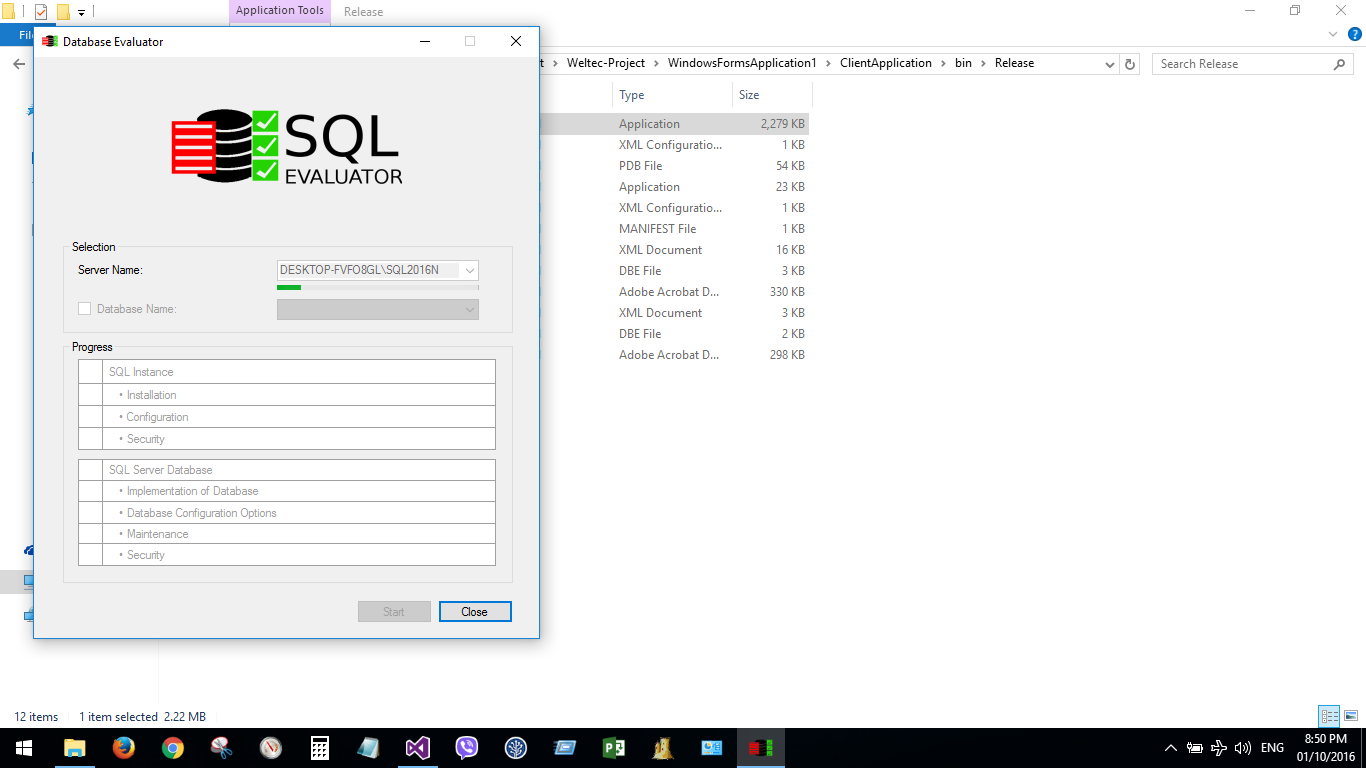 Application Tools
Release
Fil
Database Evaluator
t > Weltec-Project > WindowsFormsApplication1 > ClientApplication > bin > Release
Search Release
Type Size
Application 2,279 KB
XML Configuratio... 1 KB
PDB File 54 KB
Application 23 KB
XML Configuratio... 1 KB
MANIFEST File 1 KB
XML Document 16 KB
DBE File 3 KB
Adobe Acrobat D... 330 KB
XML Document 3 KB
DBE File 2 KB
Adobe Acrobat D... 298 KB
SQL
EVALUATOR
Selection
Server Name: DESKTOP-FVFO8GL\SQL2016N
Database Name:
Progress
SQL Instance
• Installation
• Configuration
• Security
SQL Server Database
• Implementation of Database
• Database Configuration Options
• Maintenance
• Security
Start Close
12 items 1 item selected 2.22 MB
ENG
8:50 PM
01/10/2016